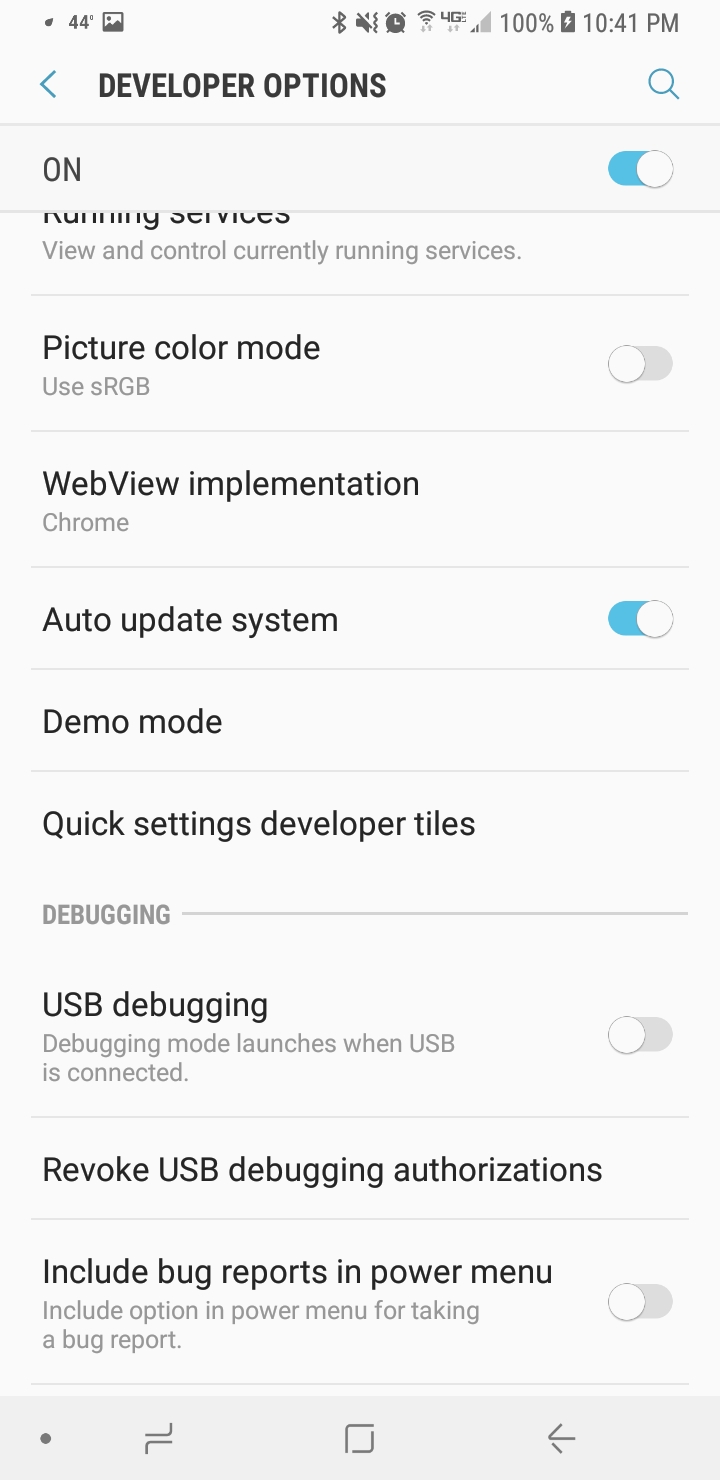 44° 4GE 100% 10:41 PM
DEVELOPER OPTIONS
ON
Running services
View and control currently running services.
Picture color mode
Use sRGB
WebView implementation
Chrome
Auto update system
Demo mode
Quick settings developer tiles
DEBUGGING
USB debugging
Debugging mode launches when USB
is connected.
Revoke USB debugging authorizations
Include bug reports in power menu
Include option in power menu for taking
a bug report.